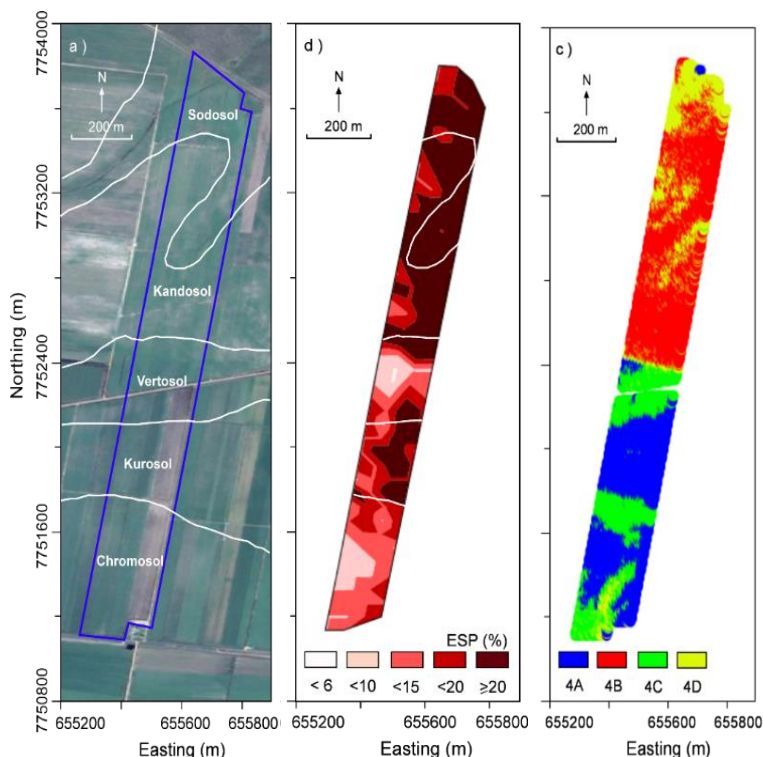 a )
N
200 m
Sodosol
Kandosol
Vertosol
Kurosol
Chromosol
Northing (m)
7754000
7753200
7752400
7751600
7750800
655200 655600 655800
Easting (m)
d )
N
200 m
ESP (%)
< 6 <10 <15 <20 ≥20
655200 655600 655800
Easting (m)
c )
N
200 m
4A 4B 4C 4D
655200 655600 655800
Easting (m)